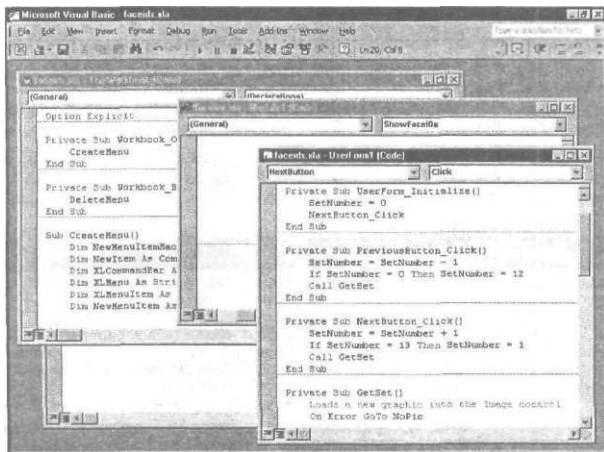 Microsoft Visual Basic - faceids.xla
File Edit View Insert Format Debug Run Tools Add-Ins Window Help
Ln 20, Col 8
(General) (Declarations)
Option Explicit
Private Sub Workbook_O
CreateMenu
End Sub
Private Sub Workbook_B
DeleteMenu
End Sub
Sub CreateMenu()
Dim NewMenuItemMac
Dim NewItem As Com
Dim XLCommandBar A
Dim XLMenu As Stri
Dim XLMenuItem As
Dim NewMenuItem As
(General) ShowFaceIDs
faceids.xla - UserForm1 (Code)
NextButton Click
Private Sub UserForm_Initialize()
SetNumber = 0
NextButton_Click
End Sub
Private Sub PreviousButton_Click()
SetNumber = SetNumber - 1
If SetNumber = 0 Then SetNumber = 12
Call GetSet
End Sub
Private Sub NextButton_Click()
SetNumber = SetNumber + 1
If SetNumber = 13 Then SetNumber = 1
Call GetSet
End Sub
Private Sub GetSet()
' Loads a new graphic into the Image control
On Error GoTo NoPic